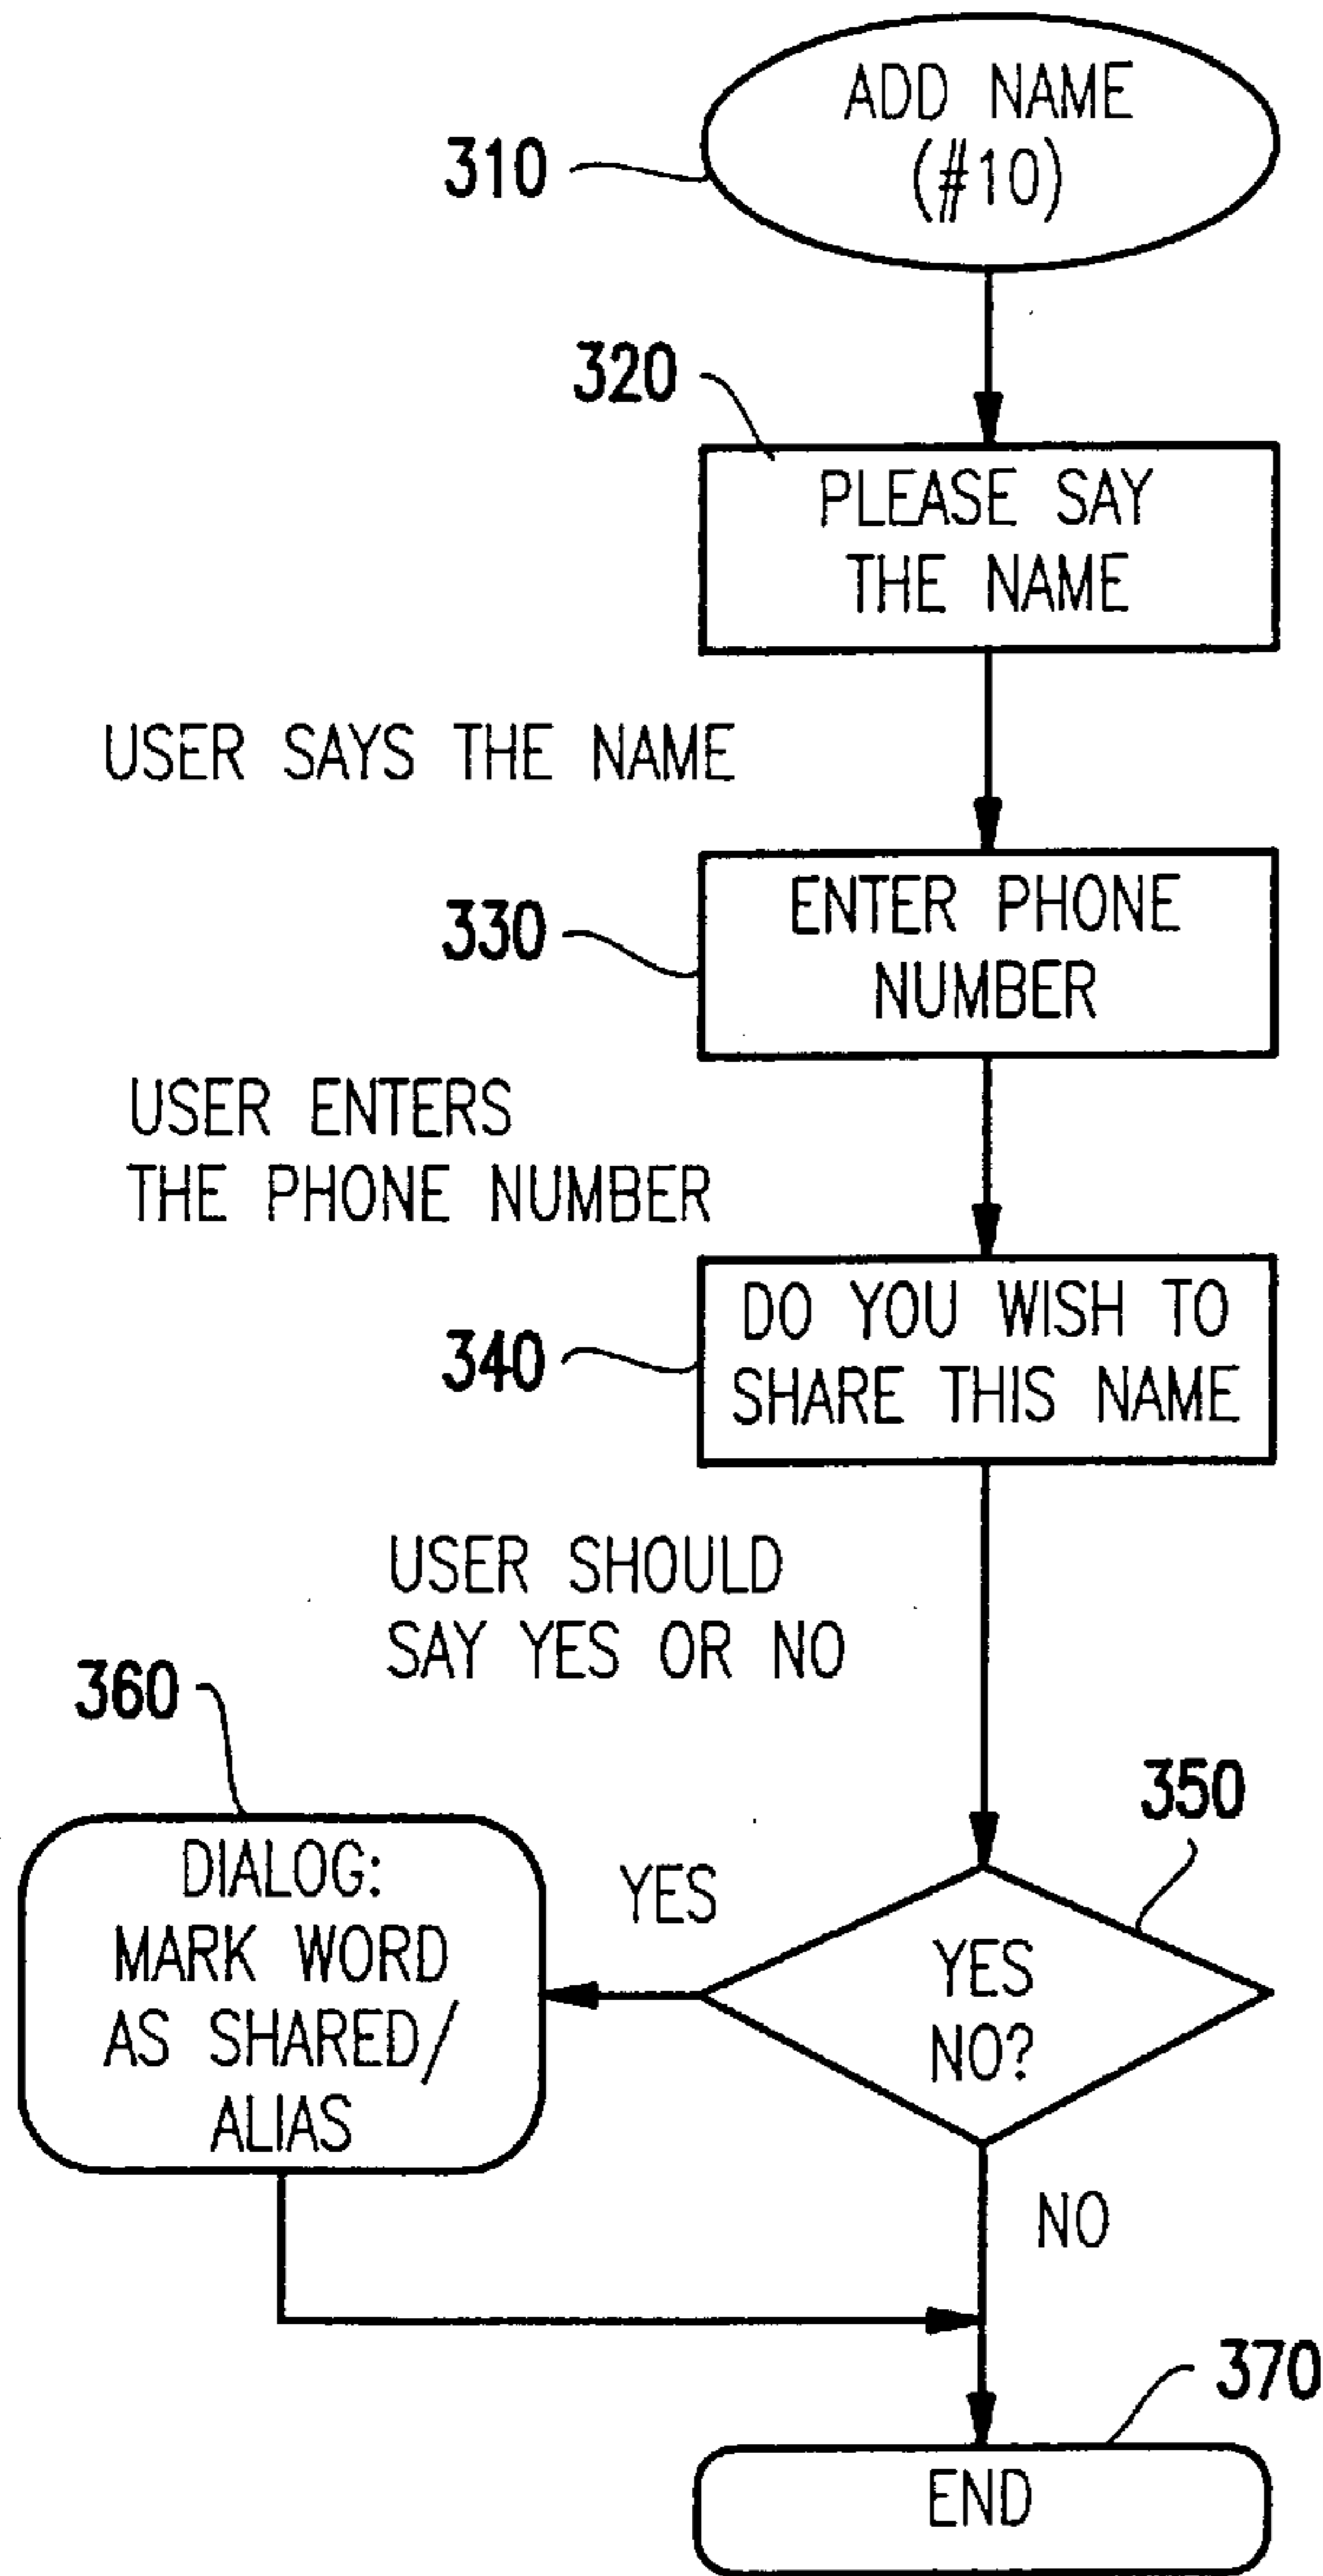 ADD NAME
(#10)
310
320
PLEASE SAY
THE NAME
USER SAYS THE NAME
330
ENTER PHONE
NUMBER
USER ENTERS
THE PHONE NUMBER
340
DO YOU WISH TO
SHARE THIS NAME
USER SHOULD
SAY YES OR NO
360
350
DIALOG:
MARK WORD
AS SHARED/
ALIAS
YES
YES
NO?
NO
370
END